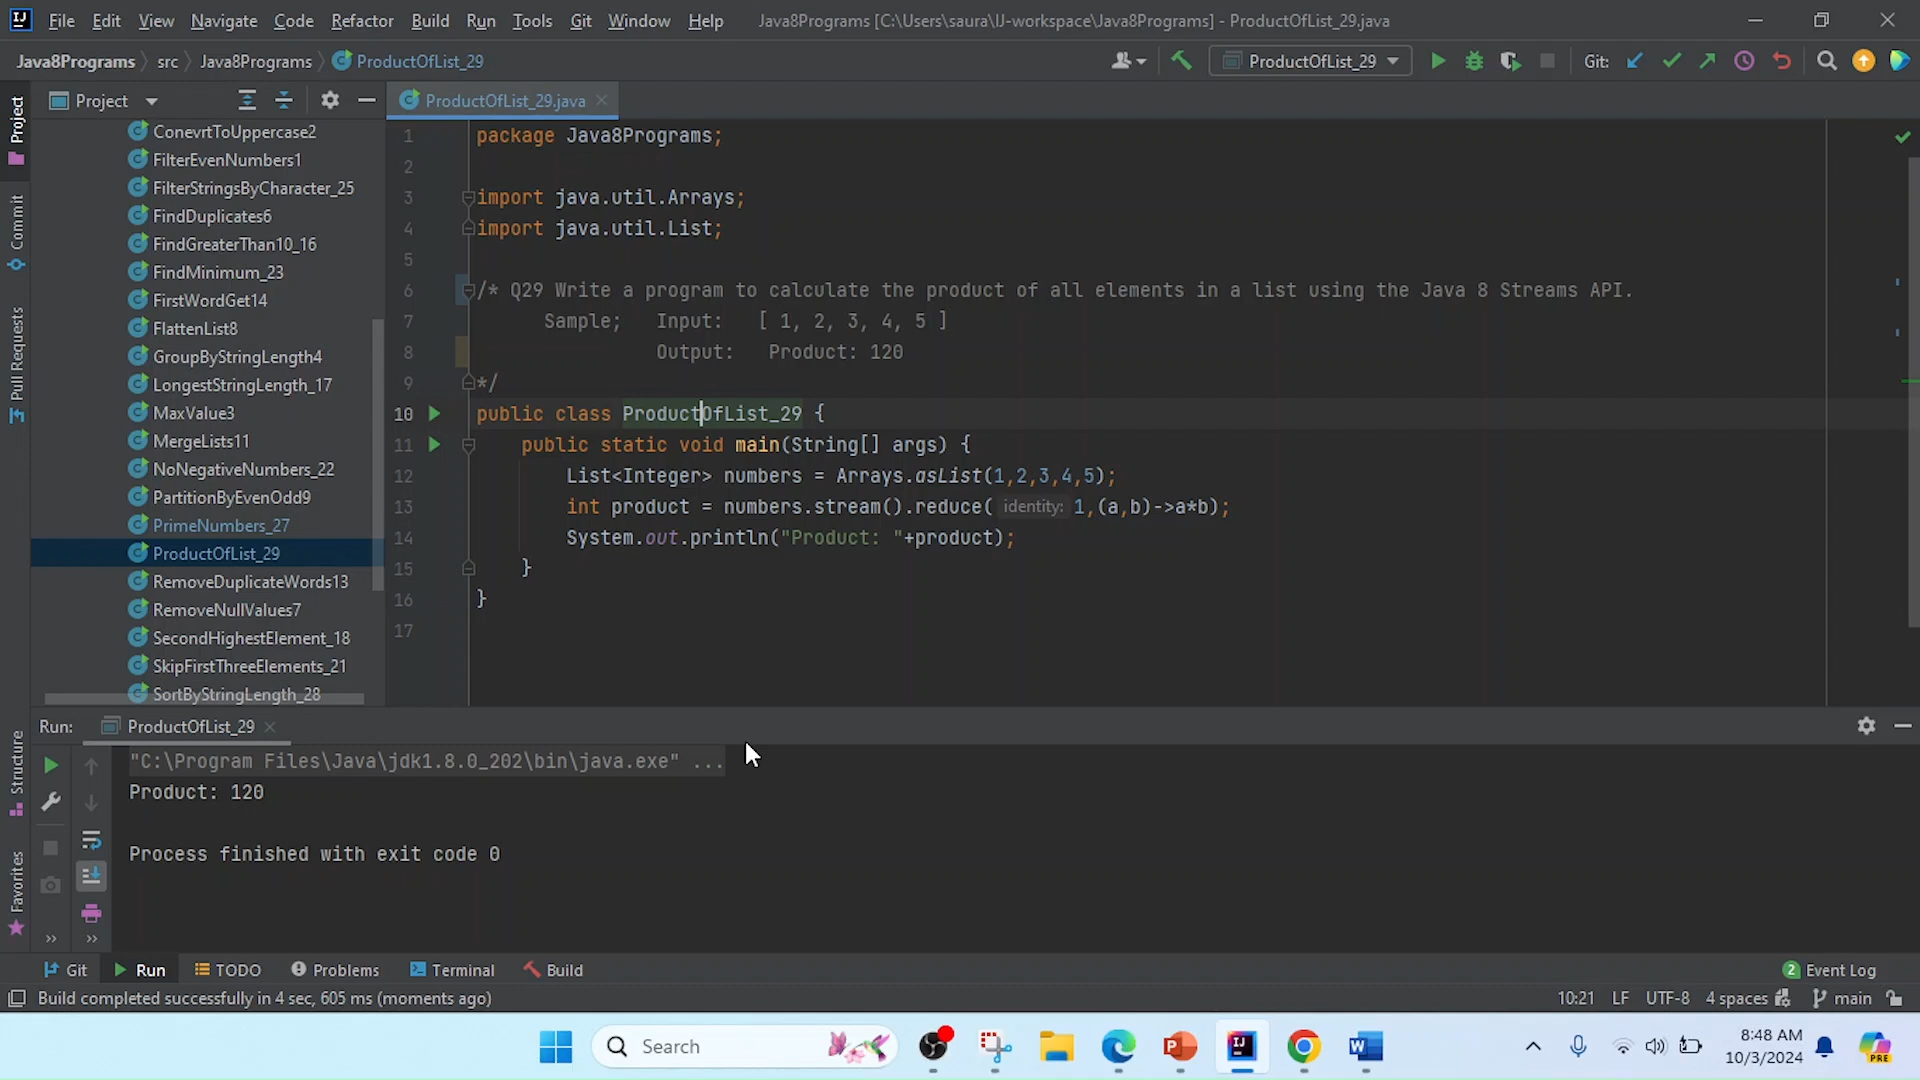 File Edit View Navigate Code Refactor Build Run Tools Git Window Help Java8Programs [C:\Users\saura\IJ-workspace\Java8Programs] - ProductOfList_29.java
Java8Programs src Java8Programs ProductOfList_29 ProductOfList_29 Git:
Project
Commit
Pull Requests
Structure
Favorites
Project
ConevrtToUppercase2
FilterEvenNumbers1
FilterStringsByCharacter_25
FindDuplicates6
FindGreaterThan10_16
FindMinimum_23
FirstWordGet14
FlattenList8
GroupByStringLength4
LongestStringLength_17
MaxValue3
MergeLists11
NoNegativeNumbers_22
PartitionByEvenOdd9
PrimeNumbers_27
ProductOfList_29
RemoveDuplicateWords13
RemoveNullValues7
SecondHighestElement_18
SkipFirstThreeElements_21
SortByStringLength_28
ProductOfList_29.java
1 package Java8Programs;
2
3 import java.util.Arrays;
4 import java.util.List;
5
6 /* Q29 Write a program to calculate the product of all elements in a list using the Java 8 Streams API.
7 Sample; Input: [ 1, 2, 3, 4, 5 ]
8 Output: Product: 120
9 */
10 public class ProductOfList_29 {
11 public static void main(String[] args) {
12 List<Integer> numbers = Arrays.asList(1,2,3,4,5);
13 int product = numbers.stream().reduce( identity: 1,(a,b)->a*b);
14 System.out.println("Product: "+product);
15 }
16 }
17
Run: ProductOfList_29
"C:\Program Files\Java\jdk1.8.0_202\bin\java.exe" ...
Product: 120
Process finished with exit code 0
Git Run TODO Problems Terminal Build 2 Event Log
Build completed successfully in 4 sec, 605 ms (moments ago) 10:21 LF UTF-8 4 spaces main
Search
8:48 AM
10/3/2024
PRE